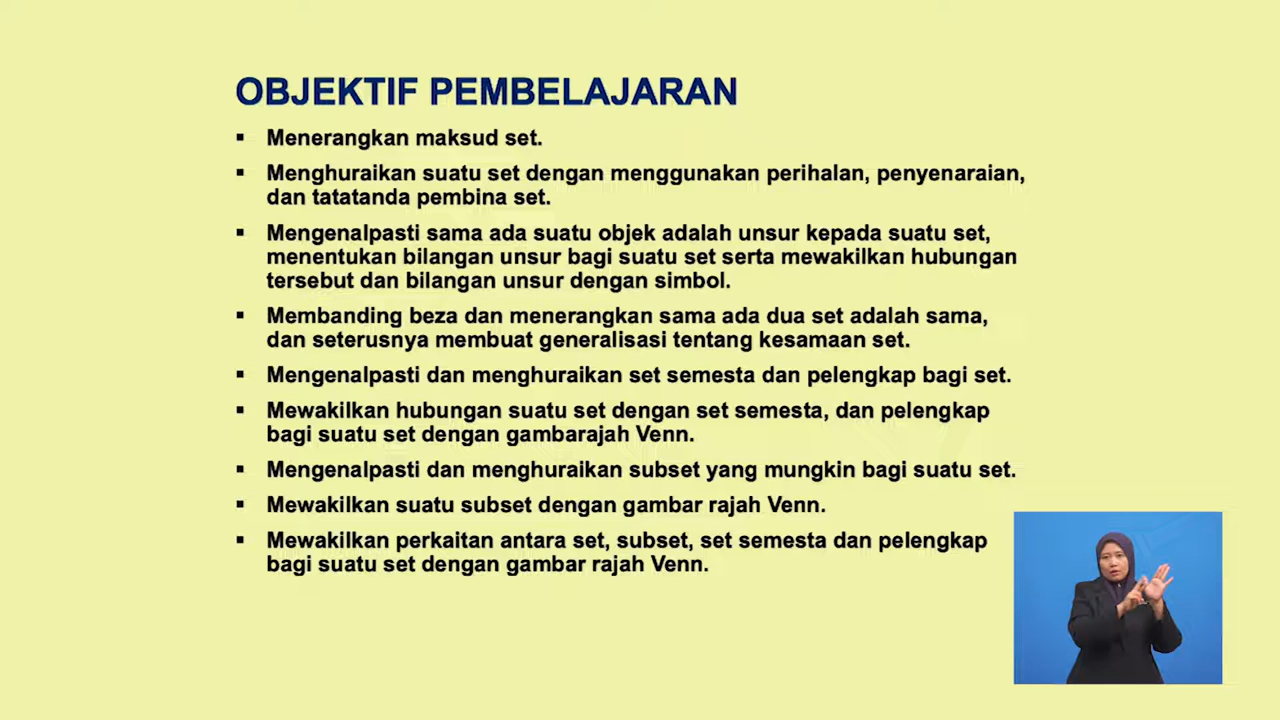 OBJEKTIF PEMBELAJARAN
▪ Menerangkan maksud set.
▪ Menghuraikan suatu set dengan menggunakan perihalan, penyenaraian,
dan tatatanda pembina set.
▪ Mengenalpasti sama ada suatu objek adalah unsur kepada suatu set,
menentukan bilangan unsur bagi suatu set serta mewakilkan hubungan
tersebut dan bilangan unsur dengan simbol.
▪ Membanding beza dan menerangkan sama ada dua set adalah sama,
dan seterusnya membuat generalisasi tentang kesamaan set.
▪ Mengenalpasti dan menghuraikan set semesta dan pelengkap bagi set.
▪ Mewakilkan hubungan suatu set dengan set semesta, dan pelengkap
bagi suatu set dengan gambarajah Venn.
▪ Mengenalpasti dan menghuraikan subset yang mungkin bagi suatu set.
▪ Mewakilkan suatu subset dengan gambar rajah Venn.
▪ Mewakilkan perkaitan antara set, subset, set semesta dan pelengkap
bagi suatu set dengan gambar rajah Venn.